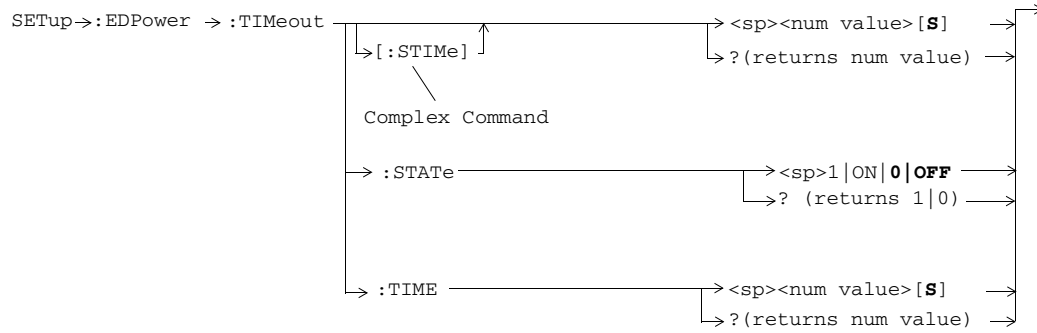 SETup :EDPower :TIMeout <sp><num value>[S]
[:STIMe] ?(returns num value)
Complex Command
:STATe <sp>1|ON|0|OFF
? (returns 1|0)
:TIME <sp><num value>[S]
?(returns num value)